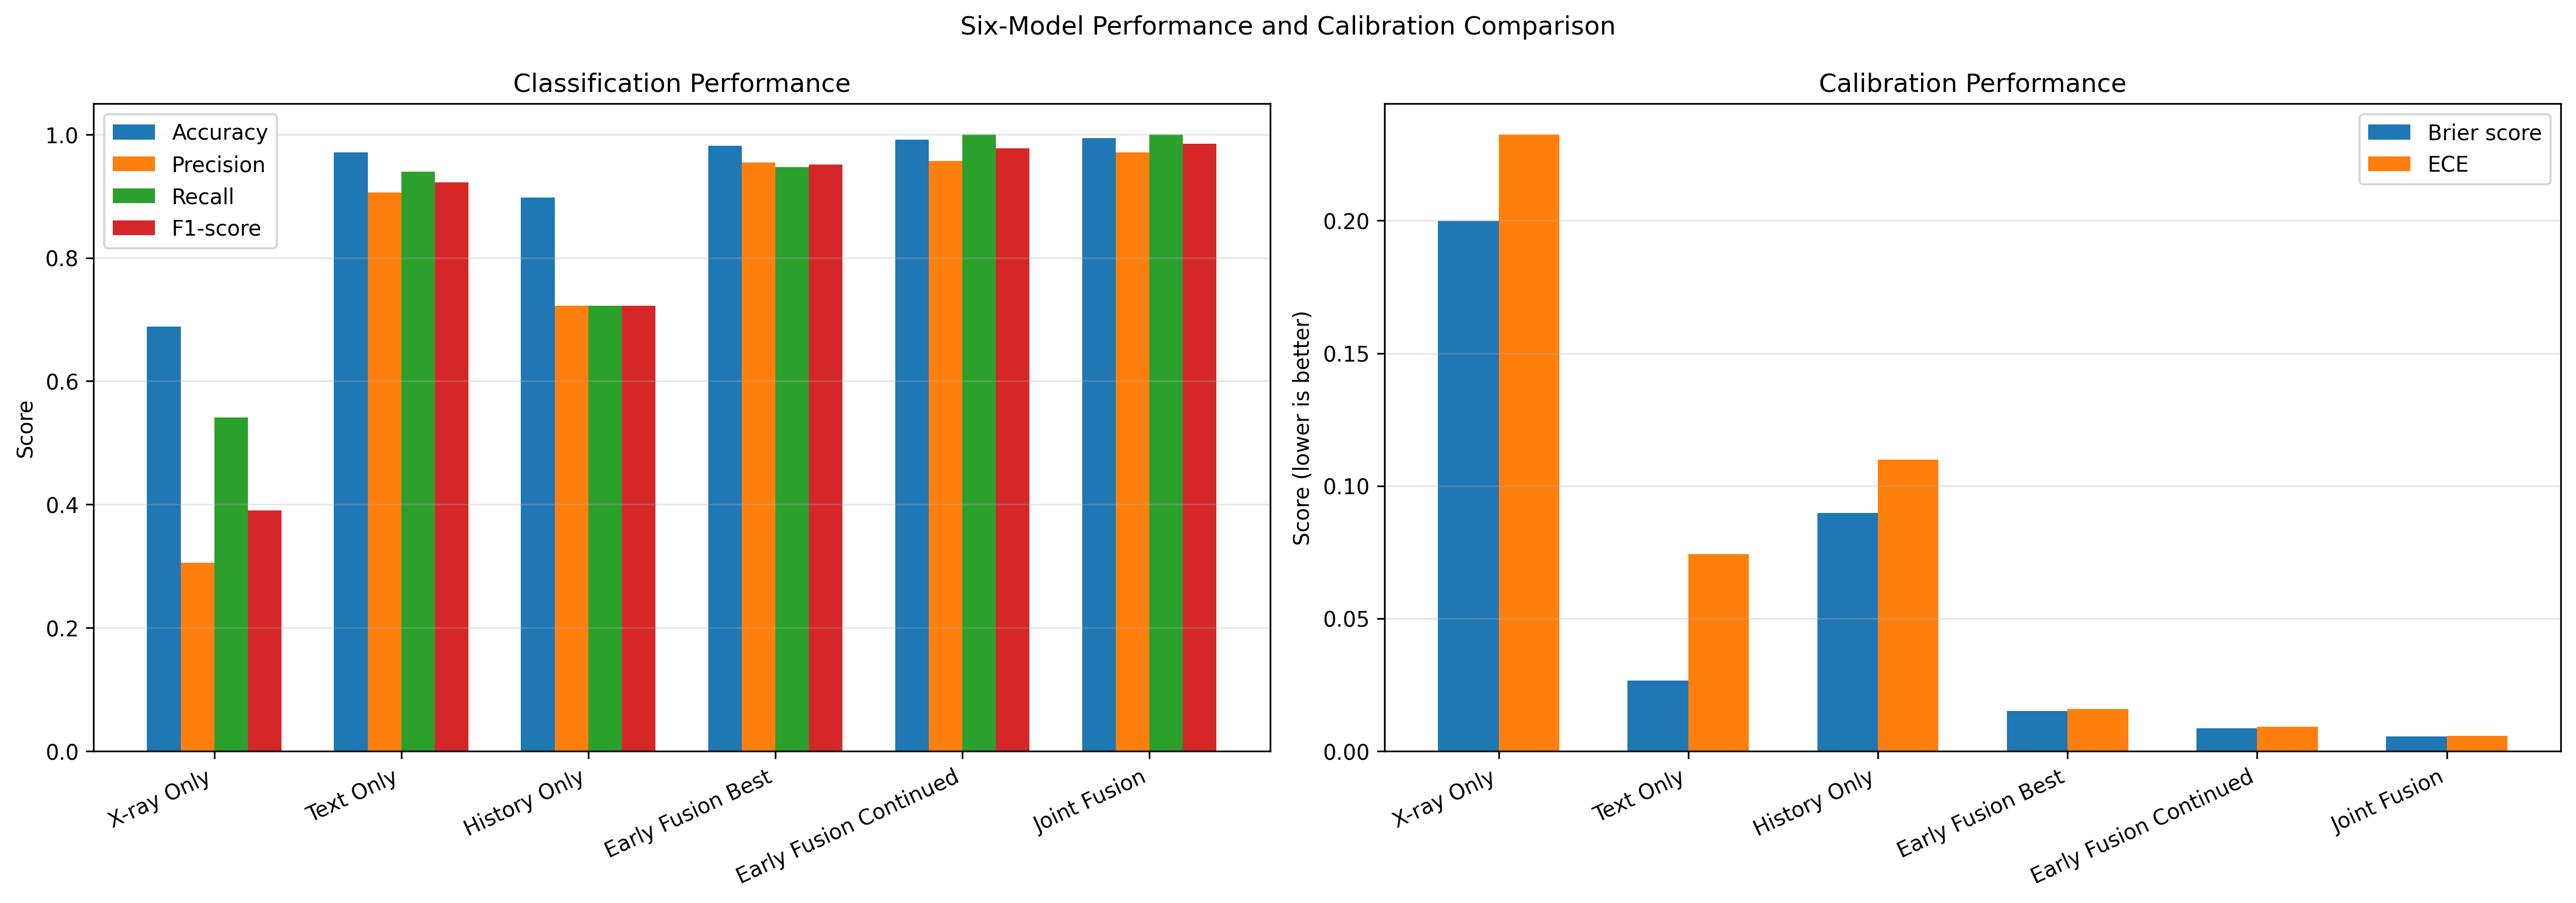 Six-Model Performance and Calibration Comparison
Classification Performance
Accuracy
Precision
Recall
F1-score
Score
1.0
0.8
0.6
0.4
0.2
0.0
X-ray Only
Text Only
History Only
Early Fusion Best
Early Fusion Continued
Joint Fusion
Calibration Performance
Brier score
ECE
Score (lower is better)
0.20
0.15
0.10
0.05
0.00
X-ray Only
Text Only
History Only
Early Fusion Best
Early Fusion Continued
Joint Fusion